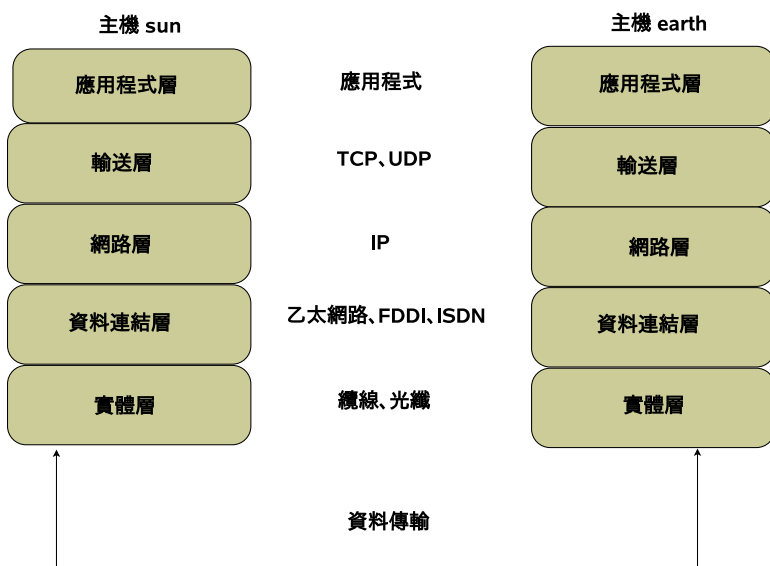 主機 sun
主機 earth
應用程式層
應用程式
應用程式層
輸送層
TCP、UDP
輸送層
網路層
IP
網路層
資料連結層
乙太網路、FDDI、ISDN
資料連結層
實體層
纜線、光纖
實體層
資料傳輸